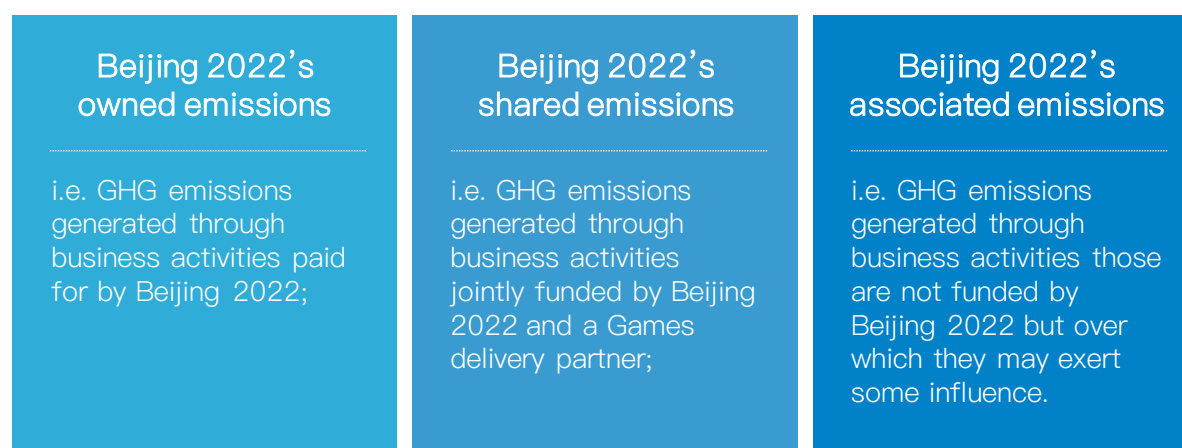 Beijing 2022’s
owned emissions
i.e. GHG emissions
generated through
business activities paid
for by Beijing 2022;
Beijing 2022’s
shared emissions
i.e. GHG emissions
generated through
business activities
jointly funded by Beijing
2022 and a Games
delivery partner;
Beijing 2022’s
associated emissions
i.e. GHG emissions
generated through
business activities those
are not funded by
Beijing 2022 but over
which they may exert
some influence.